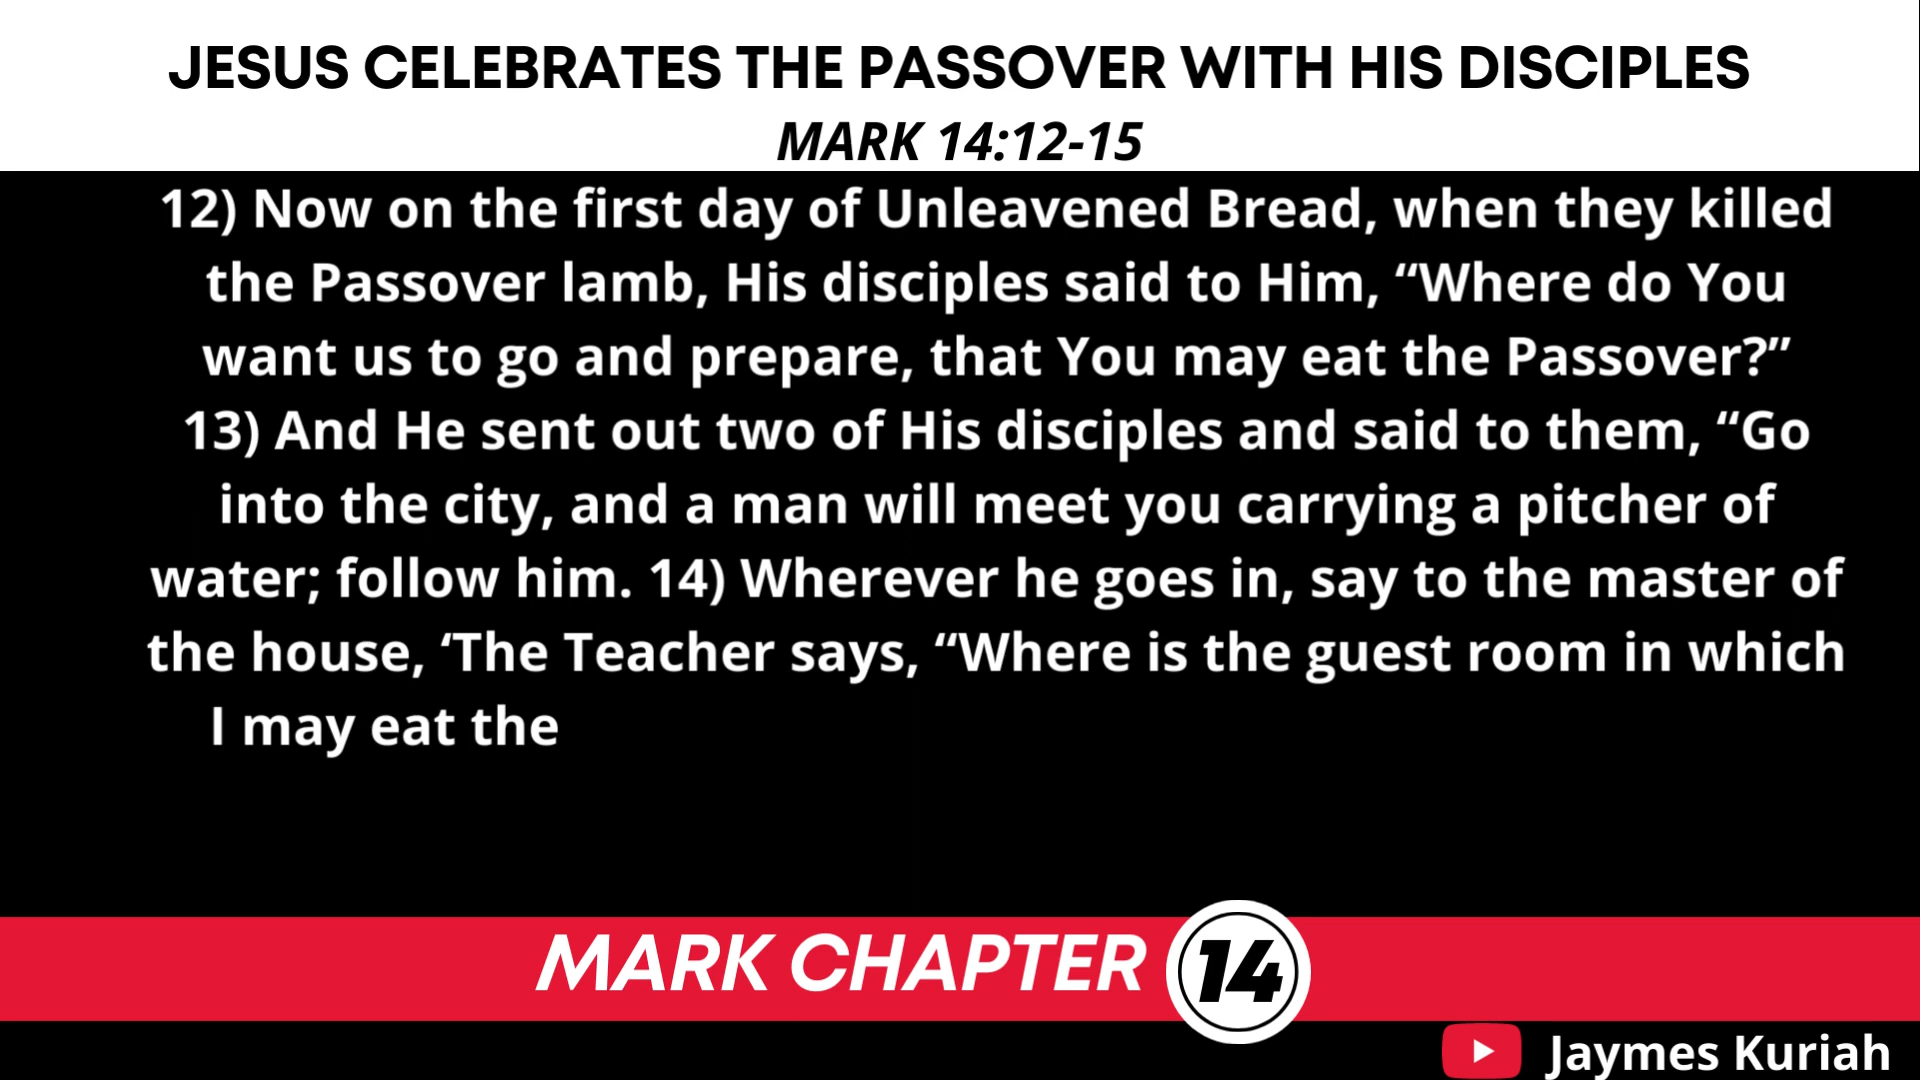 JESUS CELEBRATES THE PASSOVER WITH HIS DISCIPLES
MARK 14:12-15
12) Now on the first day of Unleavened Bread, when they killed
the Passover lamb, His disciples said to Him, “Where do You
want us to go and prepare, that You may eat the Passover?”
13) And He sent out two of His disciples and said to them, “Go
into the city, and a man will meet you carrying a pitcher of
water; follow him. 14) Wherever he goes in, say to the master of
the house, ‘The Teacher says, “Where is the guest room in which
I may eat the
MARK CHAPTER 14
Jaymes Kuriah